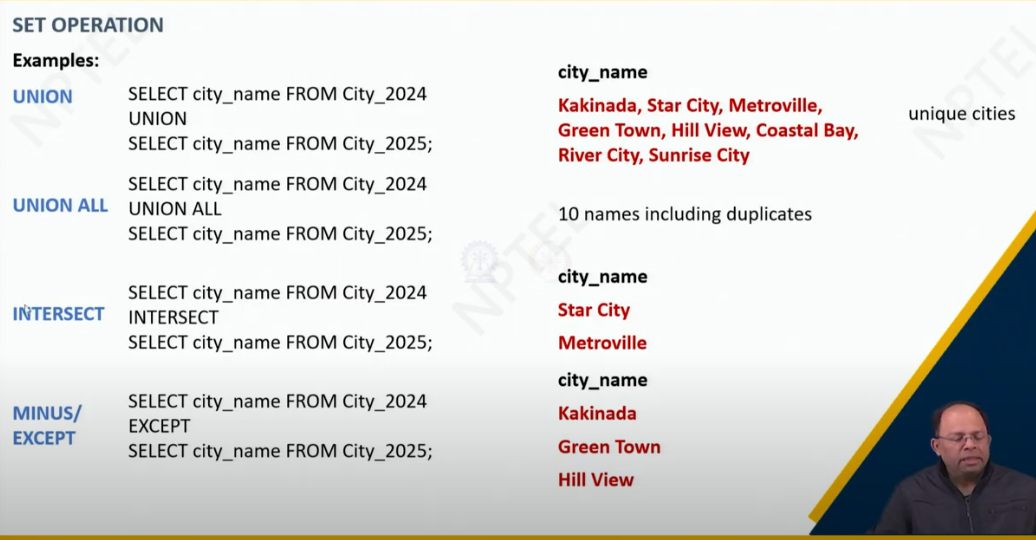 SET OPERATION
Examples:
UNION
SELECT city_name FROM City_2024
UNION
SELECT city_name FROM City_2025;
city_name
Kakinada, Star City, Metroville,
Green Town, Hill View, Coastal Bay,
River City, Sunrise City
unique cities
UNION ALL
SELECT city_name FROM City_2024
UNION ALL
SELECT city_name FROM City_2025;
10 names including duplicates
INTERSECT
SELECT city_name FROM City_2024
INTERSECT
SELECT city_name FROM City_2025;
city_name
Star City
Metroville
MINUS/
EXCEPT
SELECT city_name FROM City_2024
EXCEPT
SELECT city_name FROM City_2025;
city_name
Kakinada
Green Town
Hill View
NPTEL
NPTEL
NPTEL